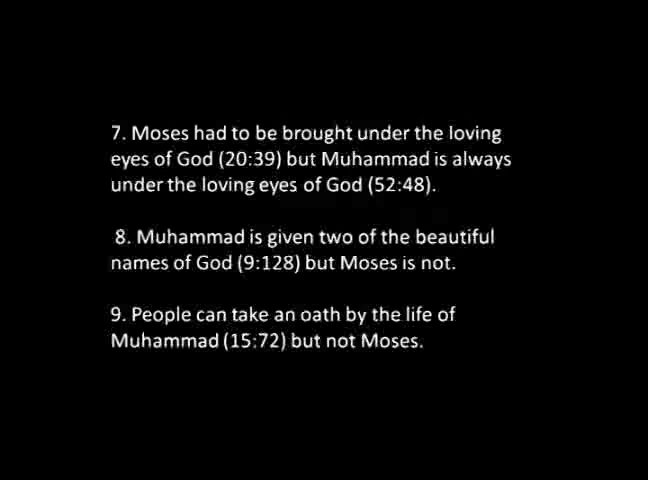 7. Moses had to be brought under the loving
eyes of God (20:39) but Muhammad is always
under the loving eyes of God (52:48).
8. Muhammad is given two of the beautiful
names of God (9:128) but Moses is not.
9. People can take an oath by the life of
Muhammad (15:72) but not Moses.